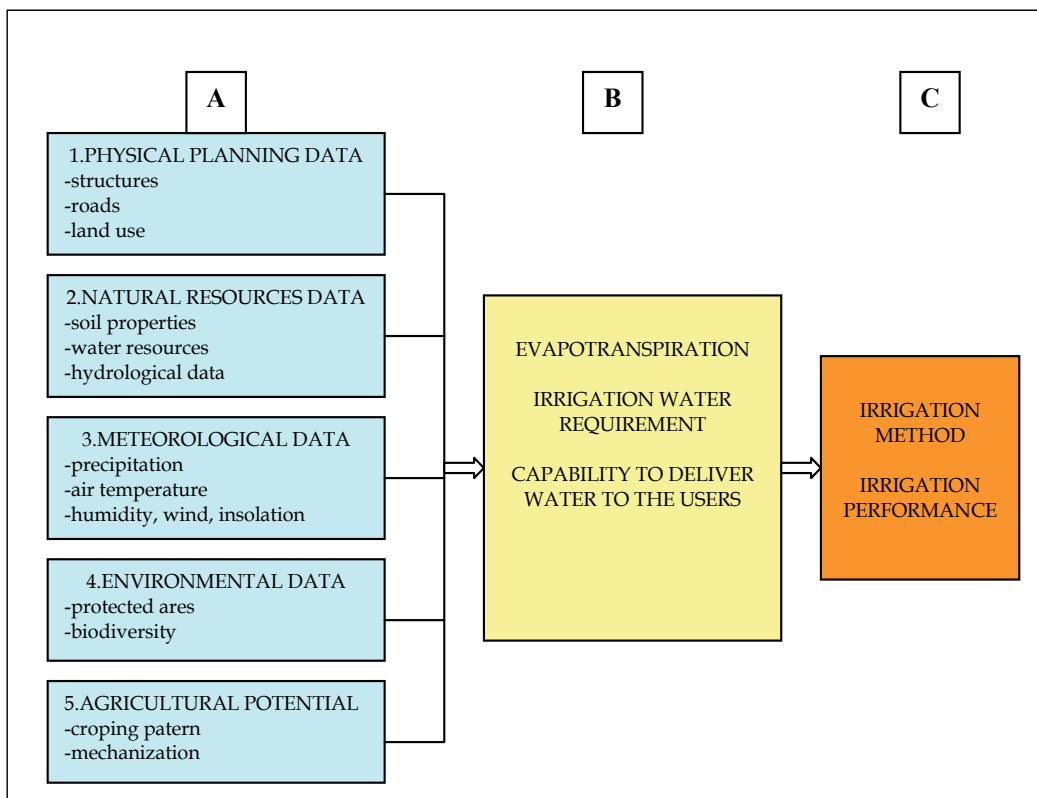 A
B
C
1.PHYSICAL PLANNING DATA
-structures
-roads
-land use
2.NATURAL RESOURCES DATA
-soil properties
-water resources
-hydrological data
3.METEOROLOGICAL DATA
-precipitation
-air temperature
-humidity, wind, insolation
4.ENVIRONMENTAL DATA
-protected ares
-biodiversity
5.AGRICULTURAL POTENTIAL
-croping patern
-mechanization
EVAPOTRANSPIRATION
IRRIGATION WATER
REQUIREMENT
CAPABILITY TO DELIVER
WATER TO THE USERS
IRRIGATION
METHOD
IRRIGATION
PERFORMANCE